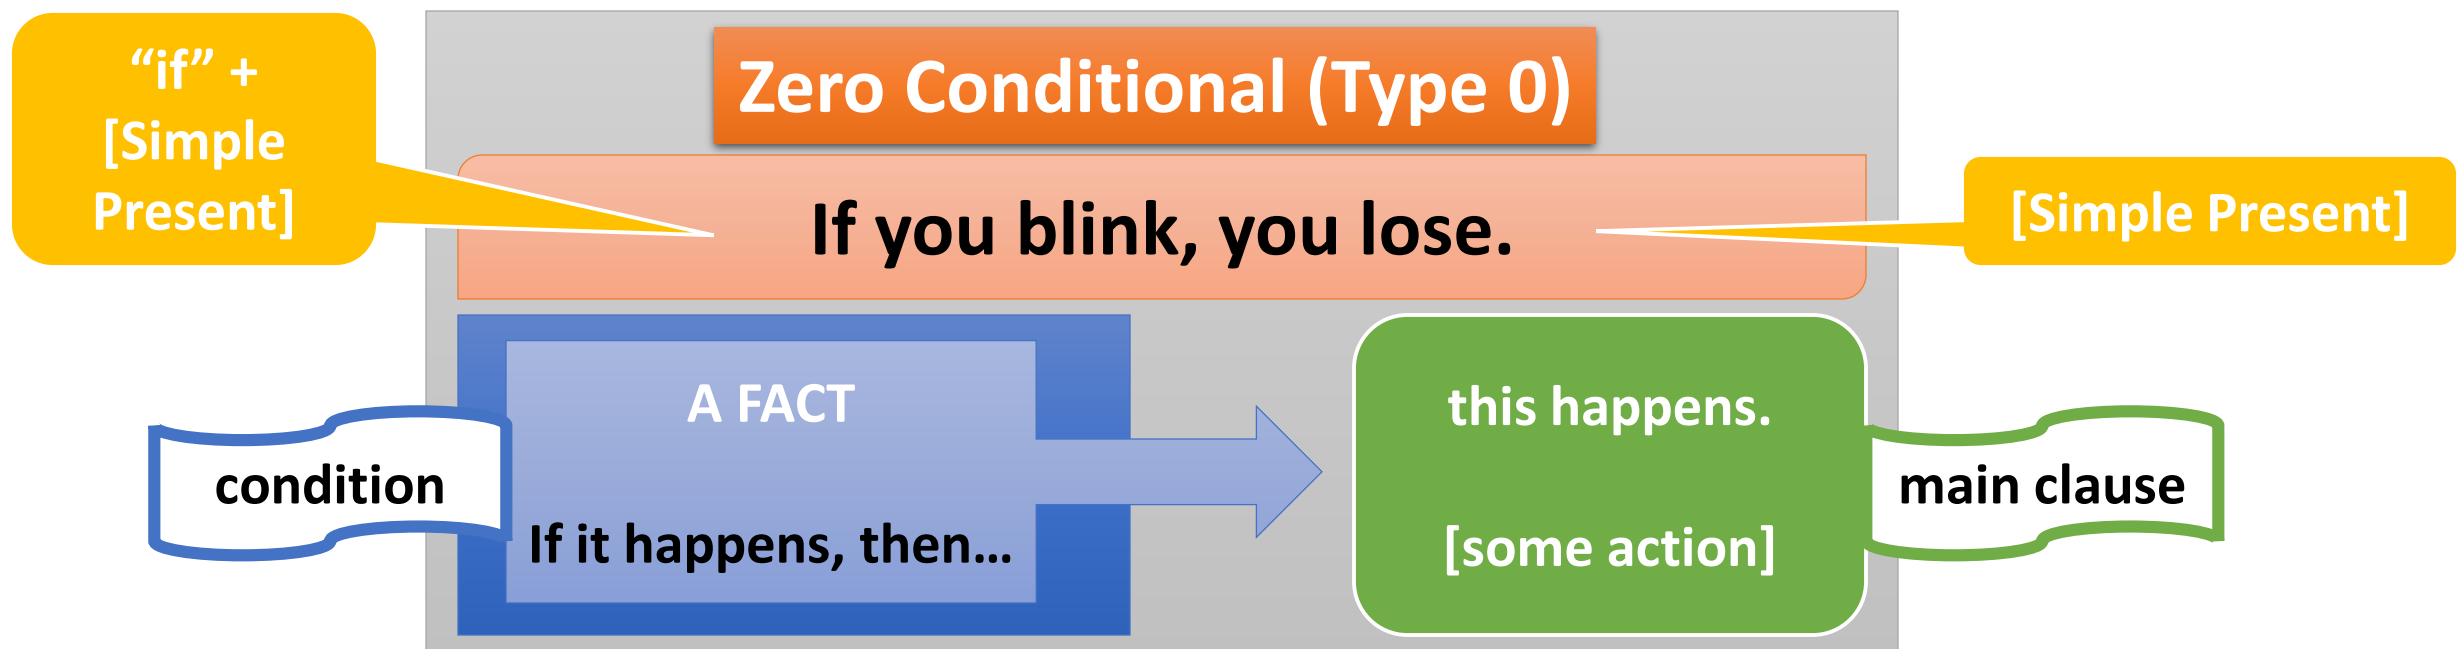 “if” +
[Simple
Present]
Zero Conditional (Type 0)
If you blink, you lose.
[Simple Present]
A FACT
If it happens, then...
condition
this happens.
[some action]
main clause